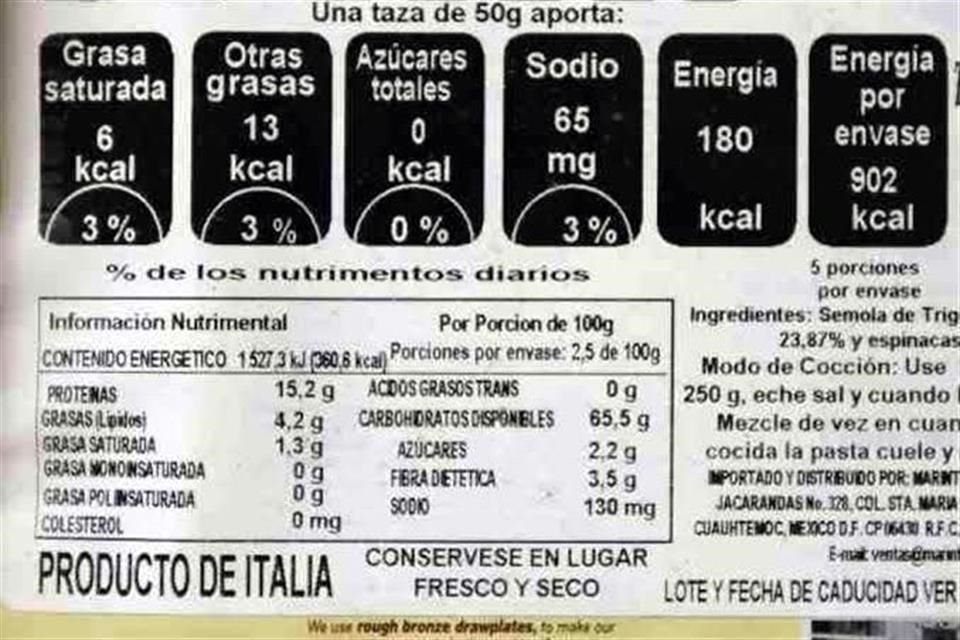 Una taza de 50g aporta:
Grasa
saturada
6
kcal
3 %
Otras
grasas
13
kcal
3 %
Azúcares
totales
0
kcal
0 %
Sodio
65
mg
3 %
Energía
180
kcal
Energía
por
envase
902
kcal
% de los nutrimentos diarios
5 porciones
por envase
Información Nutrimental
Por Porcion de 100g
CONTENIDO ENERGETICO 1527,3 kJ (360,6 kcal)
Porciones por envase: 2,5 de 100g
PROTEINAS 15,2 g
GRASAS (Lipidos) 4,2 g
GRASA SATURADA 1,3 g
GRASA MONOINSATURADA 0 g
GRASA POLIINSATURADA 0 g
COLESTEROL 0 mg
ACIDOS GRASOS TRANS 0 g
CARBOHIDRATOS DISPONIBLES 65,5 g
AZÚCARES 2,2 g
FIBRA DIETETICA 3,5 g
SODIO 130 mg
Ingredientes: Semola de Trig
23,87% y espinacas
Modo de Cocción: Use
250 g, eche sal y cuando
Mezcle de vez en cuan
cocida la pasta cuele y
IMPORTADO Y DISTRIBUIDO POR: MARINT
JACARANDAS No. 328, COL. STA. MARIA
CUAUHTEMOC, MEXICO D.F. CP 06430 R.F.C.
E-mail: ventas@marint
PRODUCTO DE ITALIA
CONSERVESE EN LUGAR
FRESCO Y SECO
LOTE Y FECHA DE CADUCIDAD VER
We use rough bronze drawplates, to make our